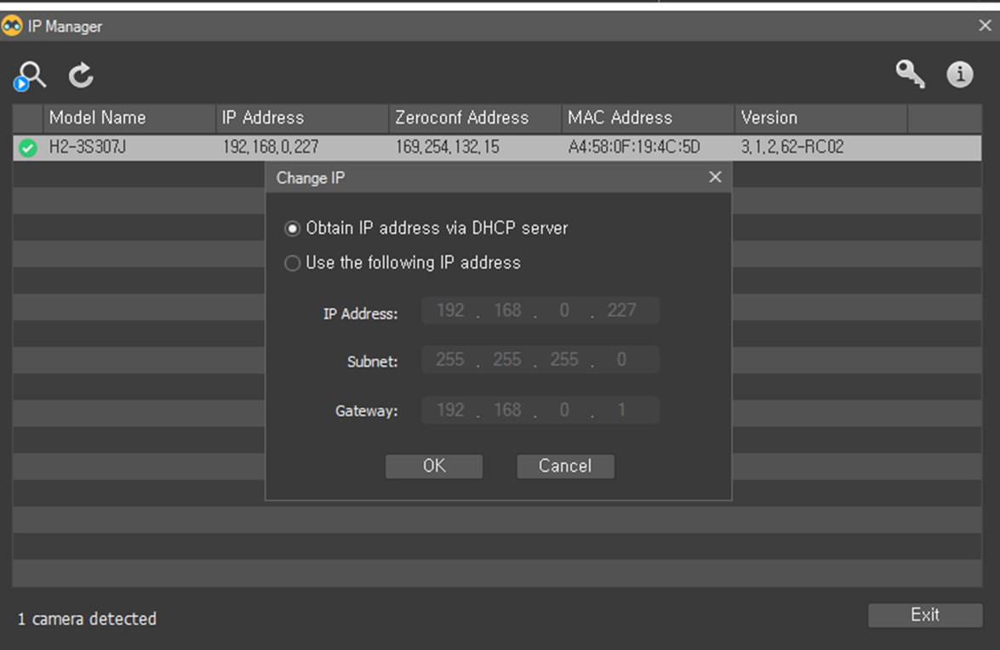 IP Manager
Model Name IP Address Zeroconf Address MAC Address Version
H2-3S307J 192,168,0,227 169,254,132,15 A4:58:0F:19:4C:5D 3,1,2,62-RC02
Change IP
Obtain IP address via DHCP server
Use the following IP address
IP Address: 192 . 168 . 0 . 227
Subnet: 255 . 255 . 255 . 0
Gateway: 192 . 168 . 0 . 1
OK Cancel
1 camera detected Exit